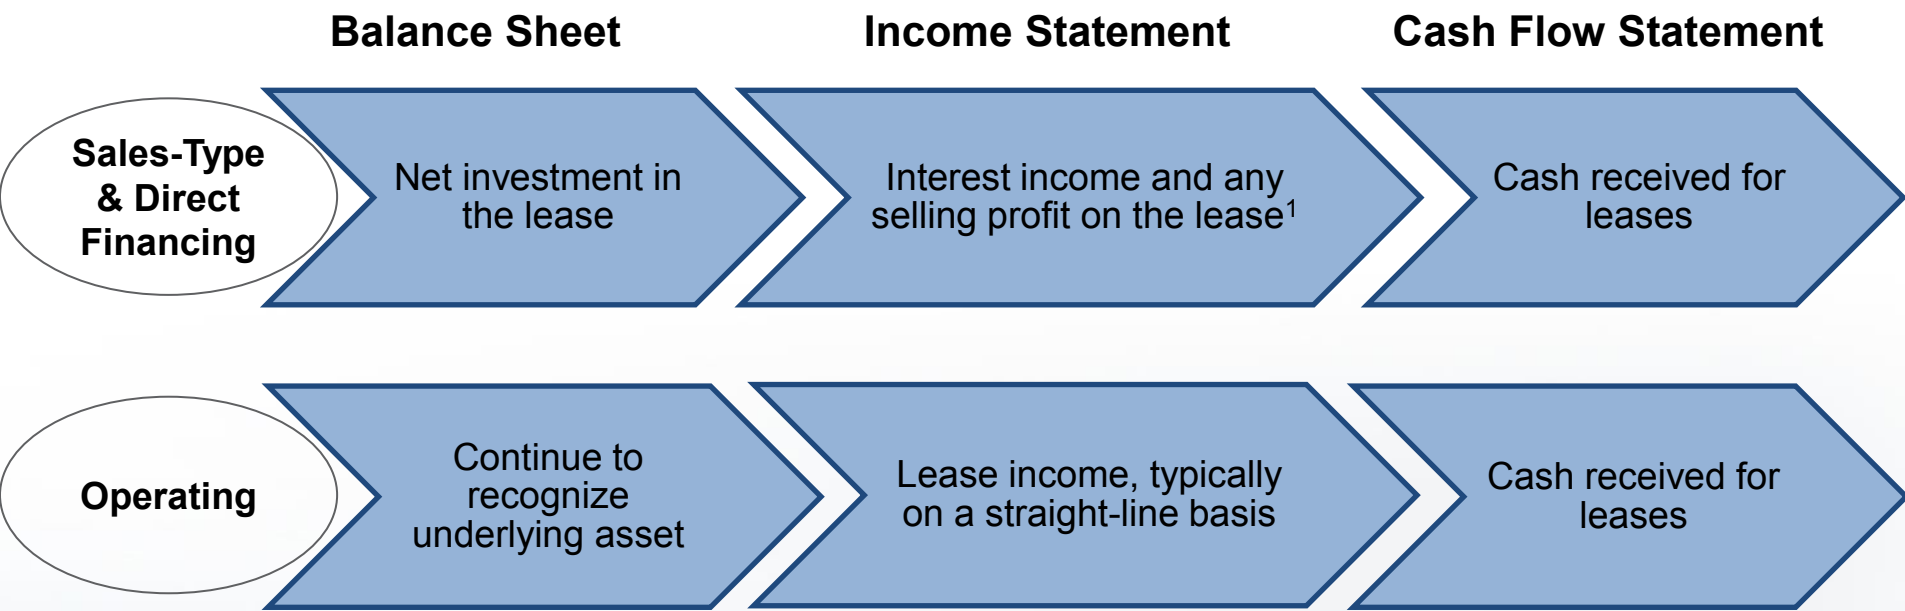 Balance Sheet
Income Statement
Cash Flow Statement
Sales-Type
& Direct
Financing
Net investment in
the lease
Interest income and any
selling profit on the lease¹
Cash received for
leases
Operating
Continue to
recognize
underlying asset
Lease income, typically
on a straight-line basis
Cash received for
leases